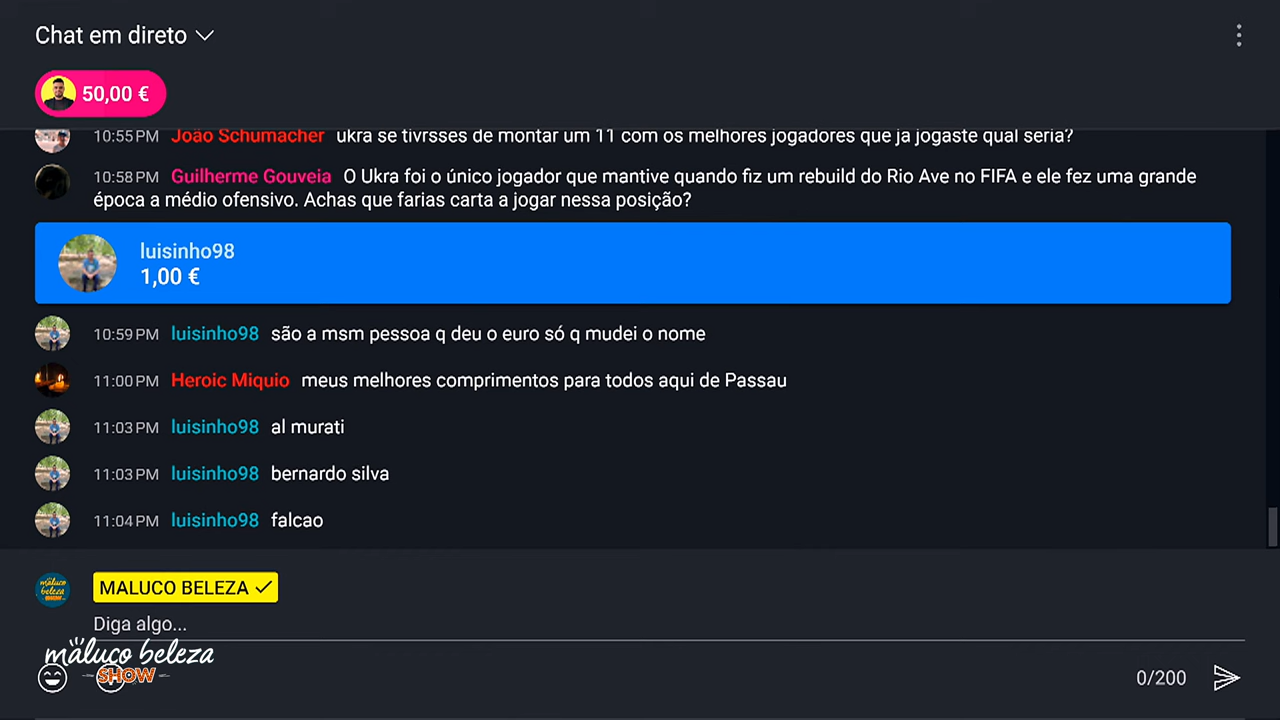 Chat em direto
50,00 €
10:55 PM João Schumacher ukra se tivrsses de montar um 11 com os melhores jogadores que ja jogaste qual seria?
10:58 PM Guilherme Gouveia O Ukra foi o único jogador que mantive quando fiz um rebuild do Rio Ave no FIFA e ele fez uma grande
época a médio ofensivo. Achas que farias carta a jogar nessa posição?
luisinho98
1,00 €
10:59 PM luisinho98 são a msm pessoa q deu o euro só q mudei o nome
11:00 PM Heroic Miquio meus melhores comprimentos para todos aqui de Passau
11:03 PM luisinho98 al murati
11:03 PM luisinho98 bernardo silva
11:04 PM luisinho98 falcao
maluco beleza
MALUCO BELEZA
Diga algo...
maluco beleza
SHOW
0/200